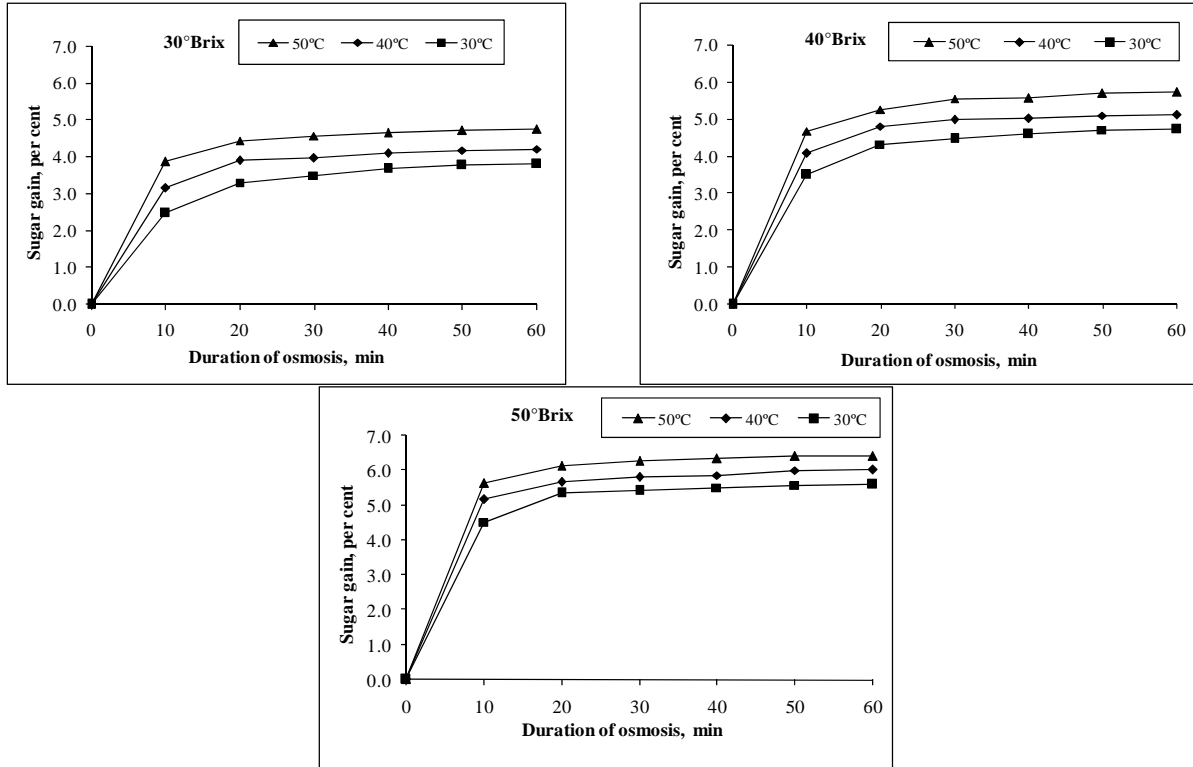 30°Brix
50ºC 40ºC 30ºC
7.0
6.0
5.0
4.0
3.0
2.0
1.0
0.0
Sugar gain, per cent
0 10 20 30 40 50 60
Duration of osmosis, min
40°Brix
50ºC 40ºC 30ºC
7.0
6.0
5.0
4.0
3.0
2.0
1.0
0.0
Sugar gain, per cent
0 10 20 30 40 50 60
Duration of osmosis, min
50°Brix
50ºC 40ºC 30ºC
7.0
6.0
5.0
4.0
3.0
2.0
1.0
0.0
Sugar gain, per cent
0 10 20 30 40 50 60
Duration of osmosis, min